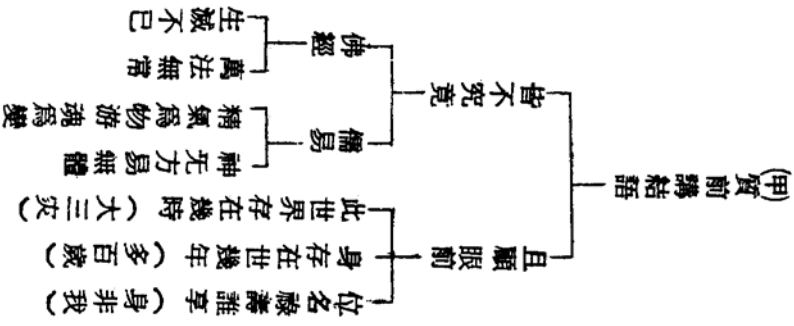 (甲)質前講結語
且顧眼前
位名祿壽誰享(身非我)
身存在世幾年(多百歲)
此世界存在幾時(大三灾)
皆不究竟
儒易
神无方易無體
精氣爲物 游魂爲變
佛經
萬法無常
生滅不已